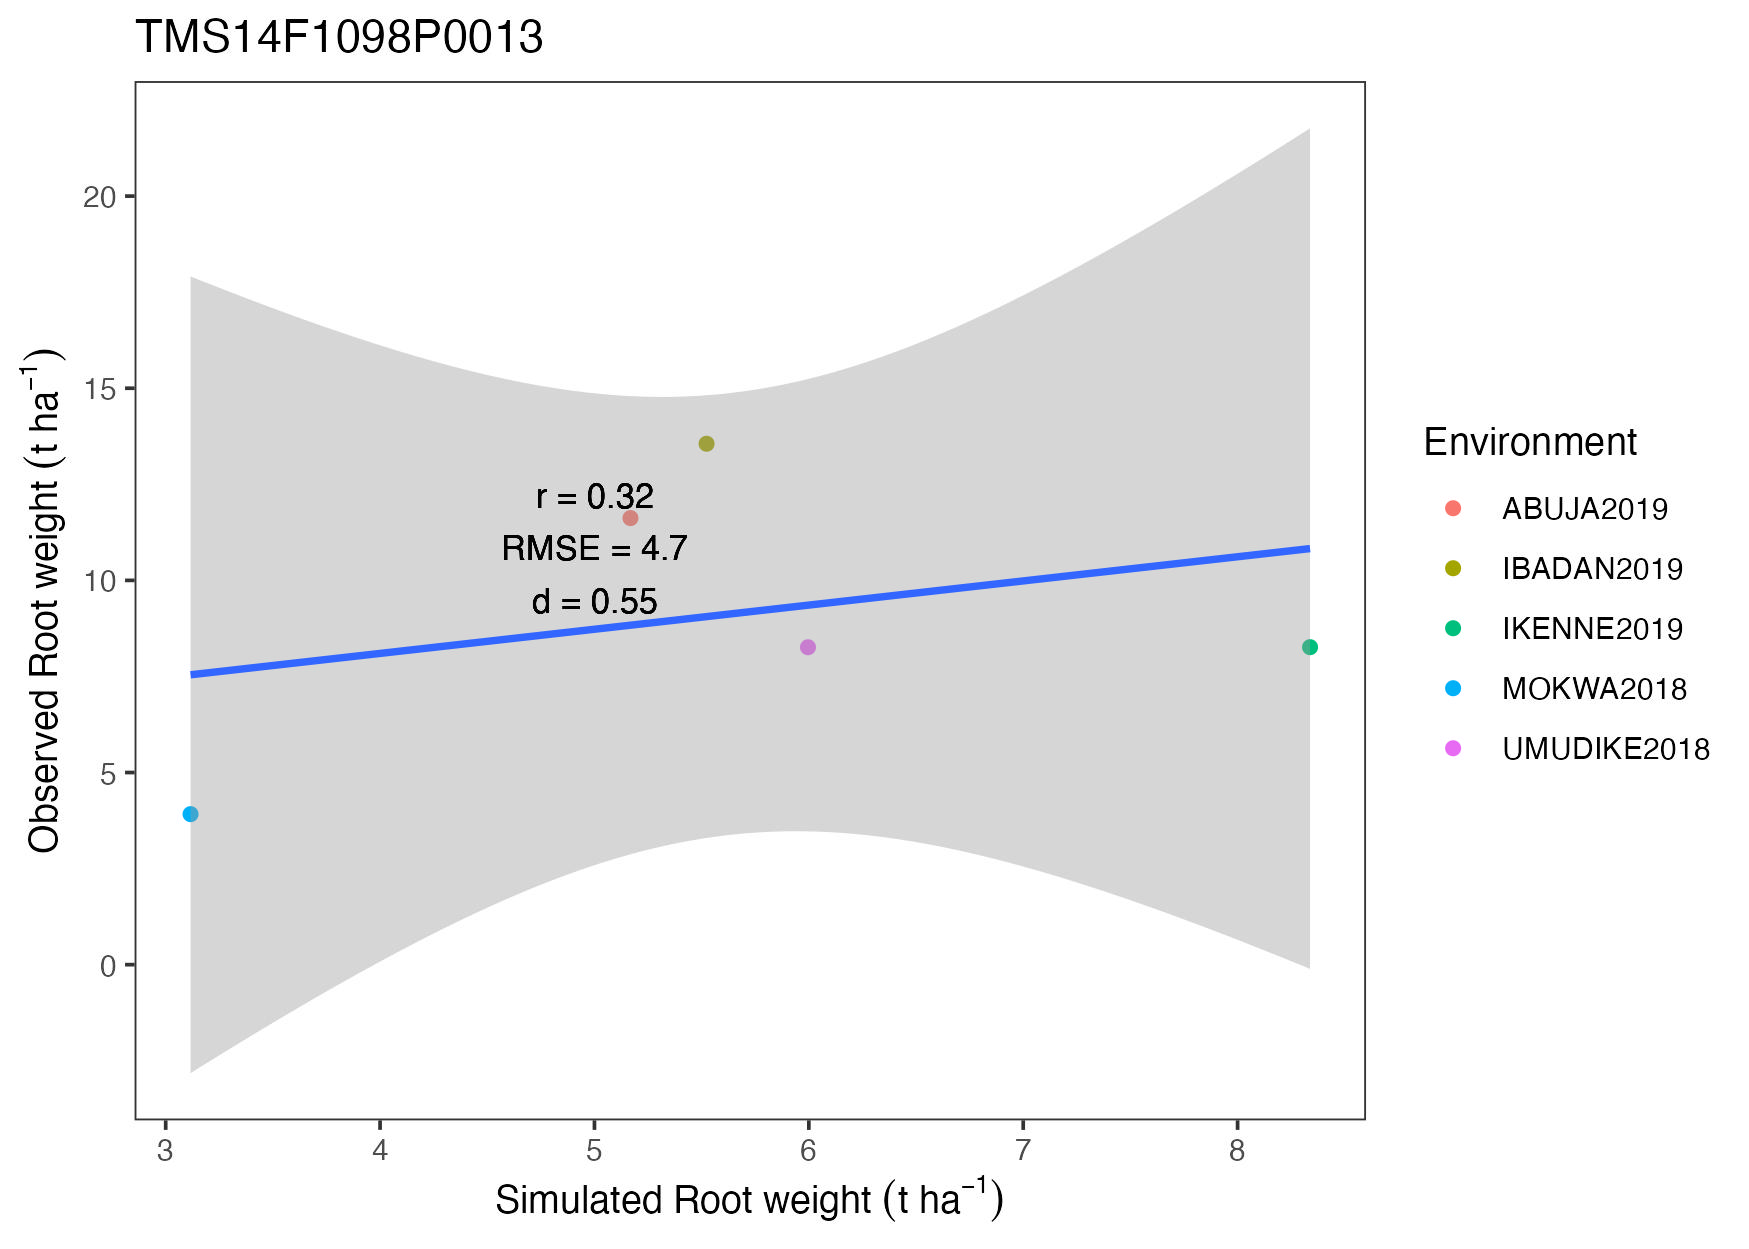 TMS14F1098P0013
Observed Root weight (t ha⁻¹)
20
15
10
5
0
r = 0.32
RMSE = 4.7
d = 0.55
3 4 5 6 7 8
Simulated Root weight (t ha⁻¹)
Environment
ABUJA2019
IBADAN2019
IKENNE2019
MOKWA2018
UMUDIKE2018